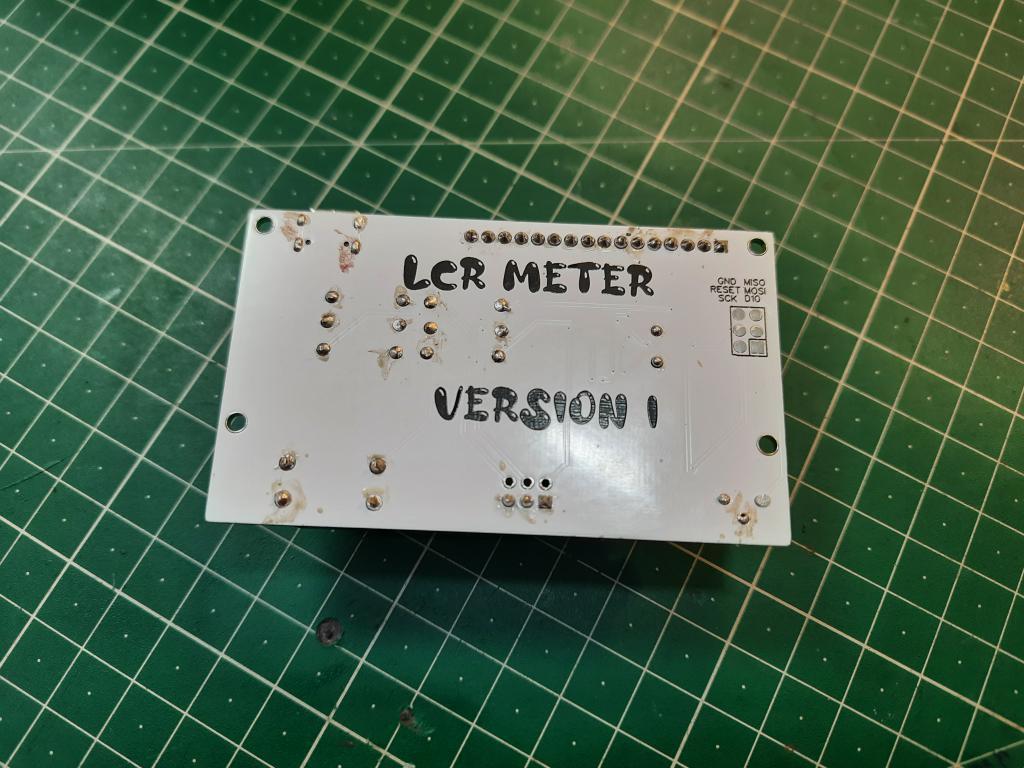 LCR METER
GND MISO
RESET MOSI
SCK D10
VERSION 1